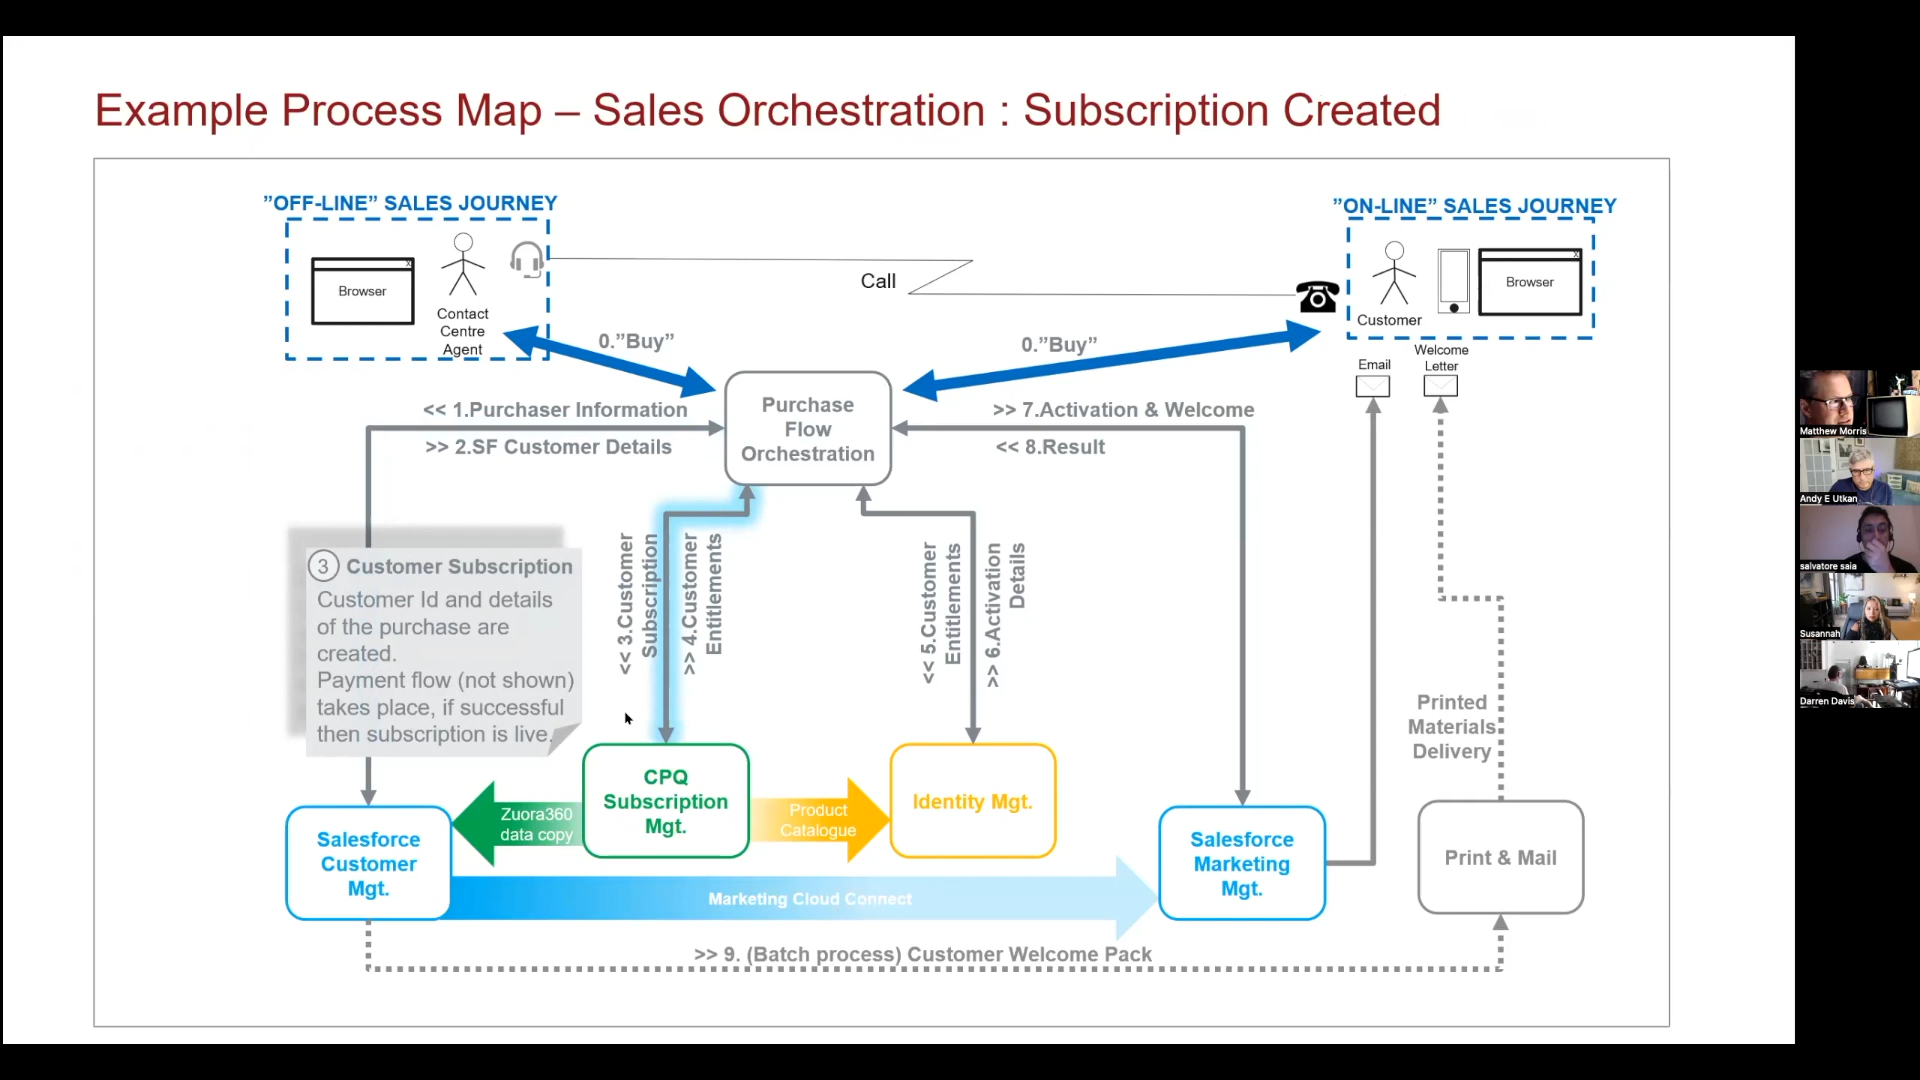 Example Process Map – Sales Orchestration : Subscription Created
”OFF-LINE” SALES JOURNEY
”ON-LINE” SALES JOURNEY
X
Browser
Contact
Centre
Agent
Call
Customer
X
Browser
Email
Welcome
Letter
0.”Buy”
0.”Buy”
Purchase
Flow
Orchestration
<< 1.Purchaser Information
>> 2.SF Customer Details
>> 7.Activation & Welcome
<< 8.Result
<< 3.Customer
Subscription
>> 4.Customer
Entitlements
<< 5.Customer
Entitlements
>> 6.Activation
Details
3 Customer Subscription
Customer Id and details
of the purchase are
created.
Payment flow (not shown)
takes place, if successful
then subscription is live.
Printed
Materials
Delivery
Salesforce
Customer
Mgt.
Zuora360
data copy
CPQ
Subscription
Mgt.
Product
Catalogue
Identity Mgt.
Salesforce
Marketing
Mgt.
Print & Mail
Marketing Cloud Connect
>> 9. (Batch process) Customer Welcome Pack
Matthew Morris
Andy E Utkan
salvatore saia
Susannah
Darren Davis